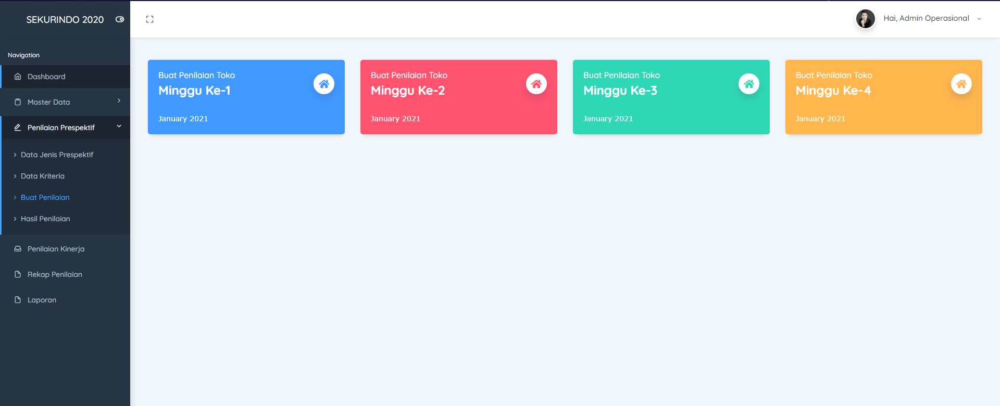 SEKURINDO 2020
Hai, Admin Operasional
Navigation
Dashboard
Master Data
Penilaian Prespektif
Data Jenis Prespektif
Data Kriteria
Buat Penilaian
Hasil Penilaian
Penilaian Kinerja
Rekap Penilaian
Laporan
Buat Penilaian Toko
Minggu Ke-1
January 2021
Buat Penilaian Toko
Minggu Ke-2
January 2021
Buat Penilaian Toko
Minggu Ke-3
January 2021
Buat Penilaian Toko
Minggu Ke-4
January 2021